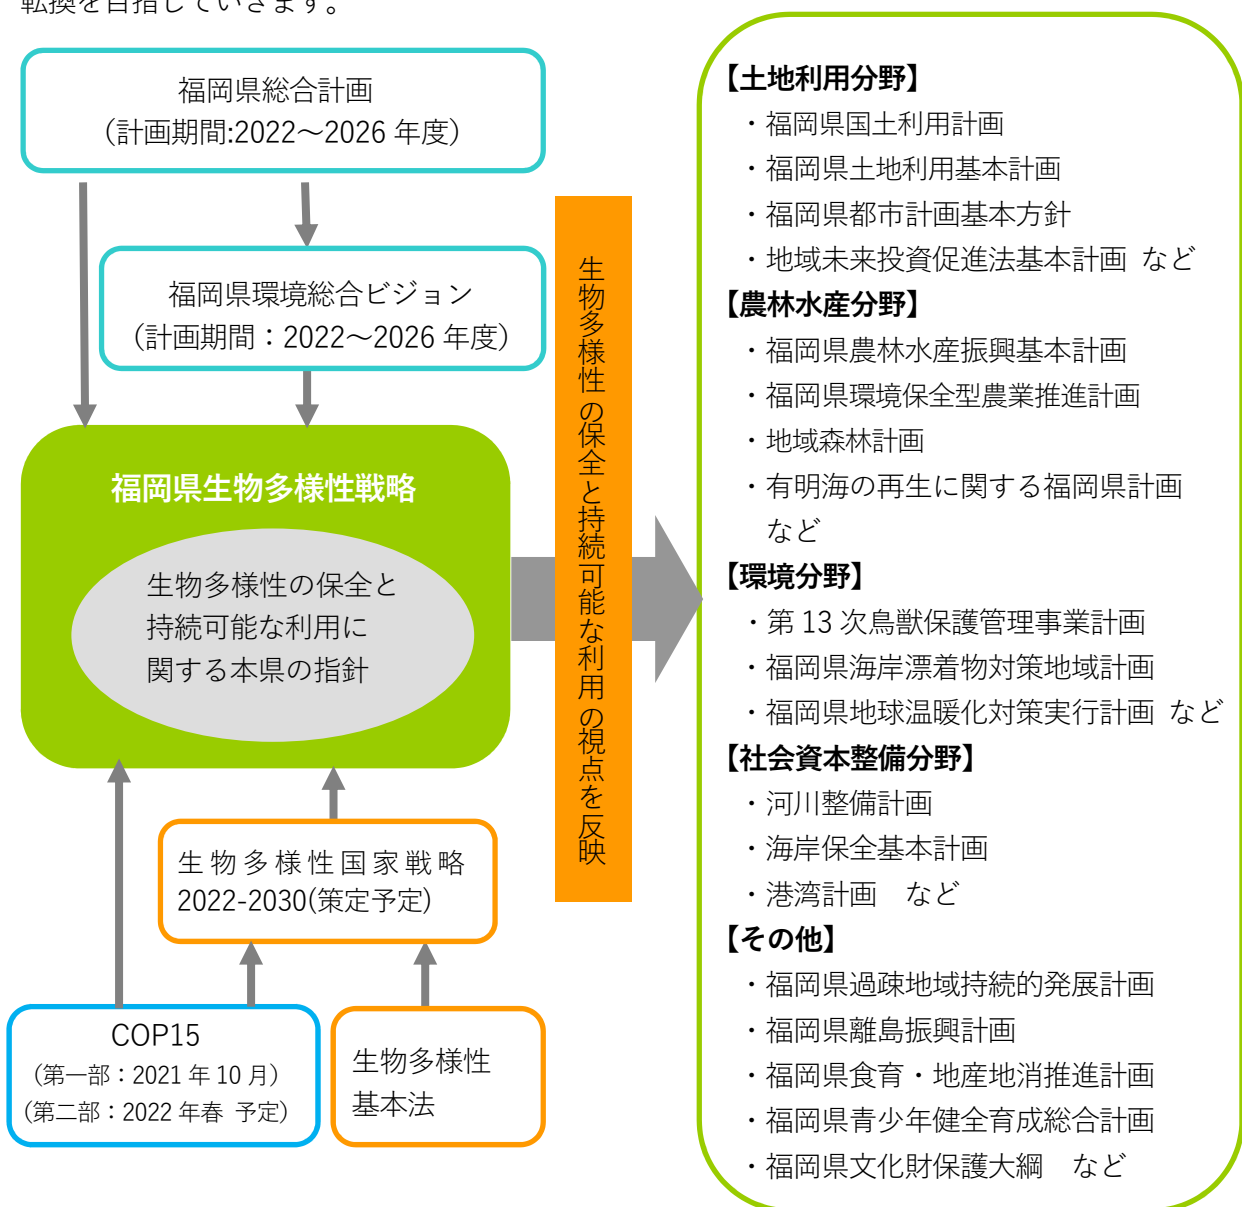 転換を目指していきます。
福岡県総合計画
(計画期間:2022~2026 年度)
福岡県環境総合ビジョン
(計画期間:2022~2026 年度)
福岡県生物多様性戦略
生物多様性の保全と
持続可能な利用に
関する本県の指針
生物多様性国家戦略
2022-2030(策定予定)
COP15
(第一部:2021 年 10 月)
(第二部:2022 年春 予定)
生物多様性
基本法
生物多様性の保全と持続可能な利用の視点を反映
【土地利用分野】
・福岡県国土利用計画
・福岡県土地利用基本計画
・福岡県都市計画基本方針
・地域未来投資促進法基本計画 など
【農林水産分野】
・福岡県農林水産振興基本計画
・福岡県環境保全型農業推進計画
・地域森林計画
・有明海の再生に関する福岡県計画
など
【環境分野】
・第 13 次鳥獣保護管理事業計画
・福岡県海岸漂着物対策地域計画
・福岡県地球温暖化対策実行計画 など
【社会資本整備分野】
・河川整備計画
・海岸保全基本計画
・港湾計画 など
【その他】
・福岡県過疎地域持続的発展計画
・福岡県離島振興計画
・福岡県食育・地産地消推進計画
・福岡県青少年健全育成総合計画
・福岡県文化財保護大綱 など